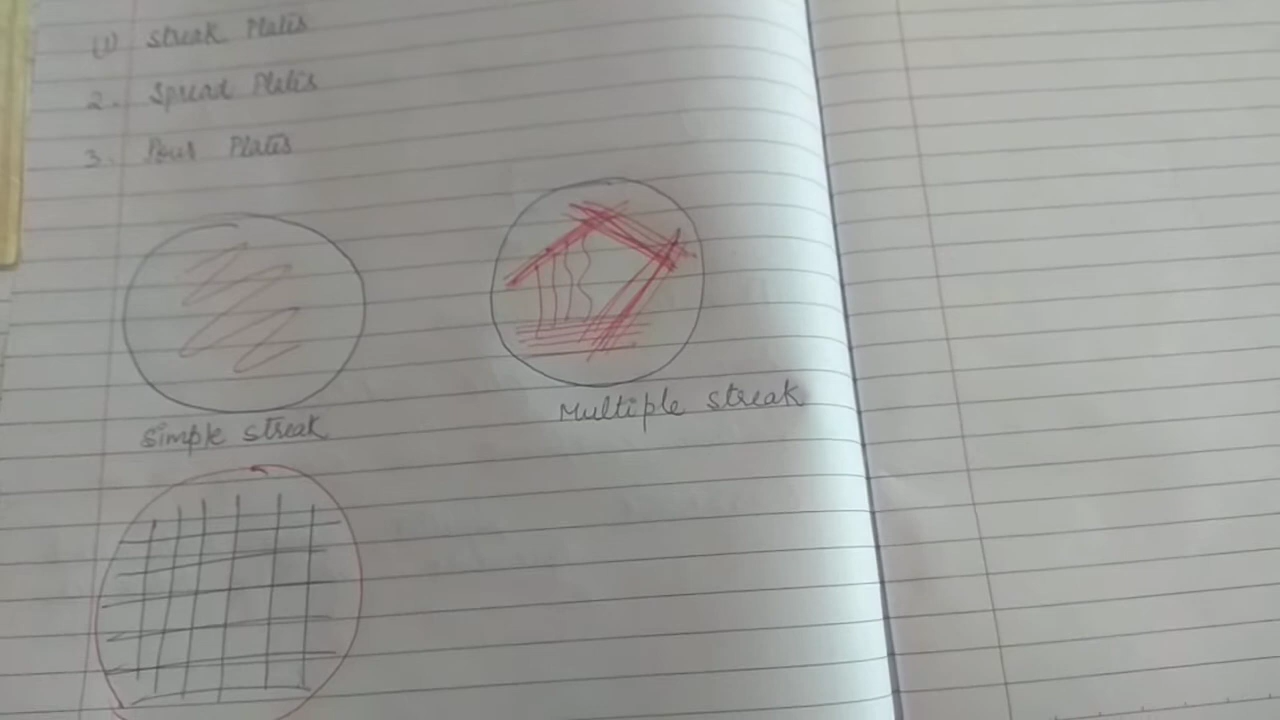 (1) streak Plates
2. Spread Plates
3. Pour Plates
simple streak
Multiple streak